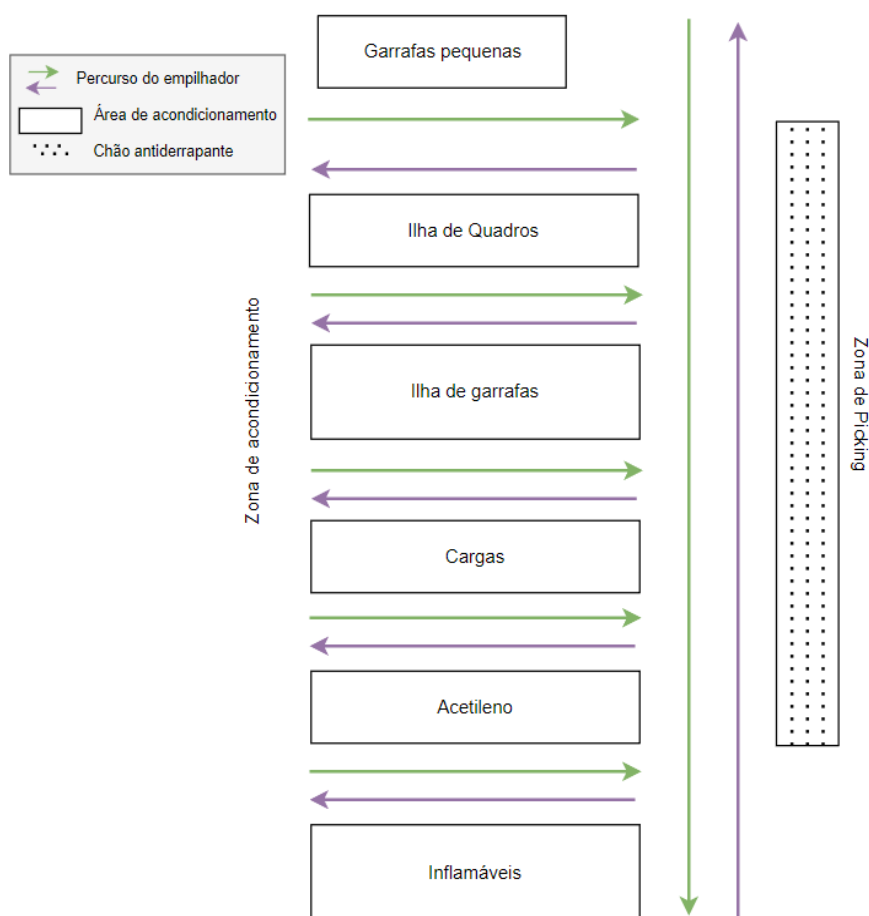 Garrafas pequenas
Percurso do empilhador
Área de acondicionamento
Chão antiderrapante
Ilha de Quadros
Zona de acondicionamento
Ilha de garrafas
Zona de Picking
Cargas
Acetileno
Inflamáveis